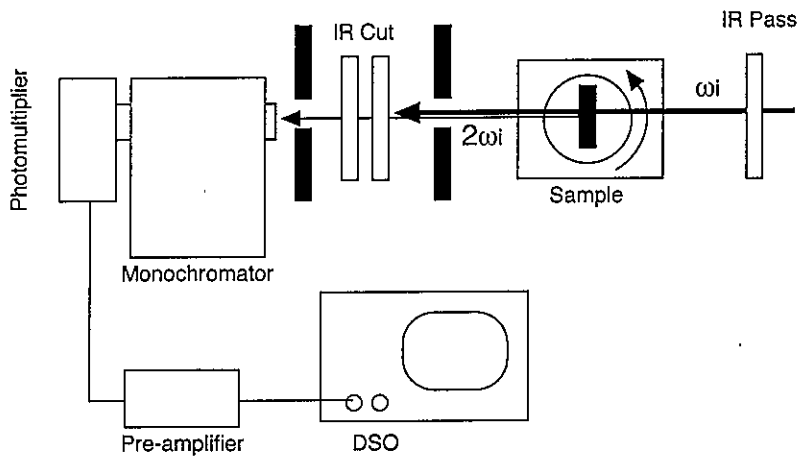 IR Pass
IR Cut
ωi
2ωi
Photomultiplier
Sample
Monochromator
Pre-amplifier
DSO